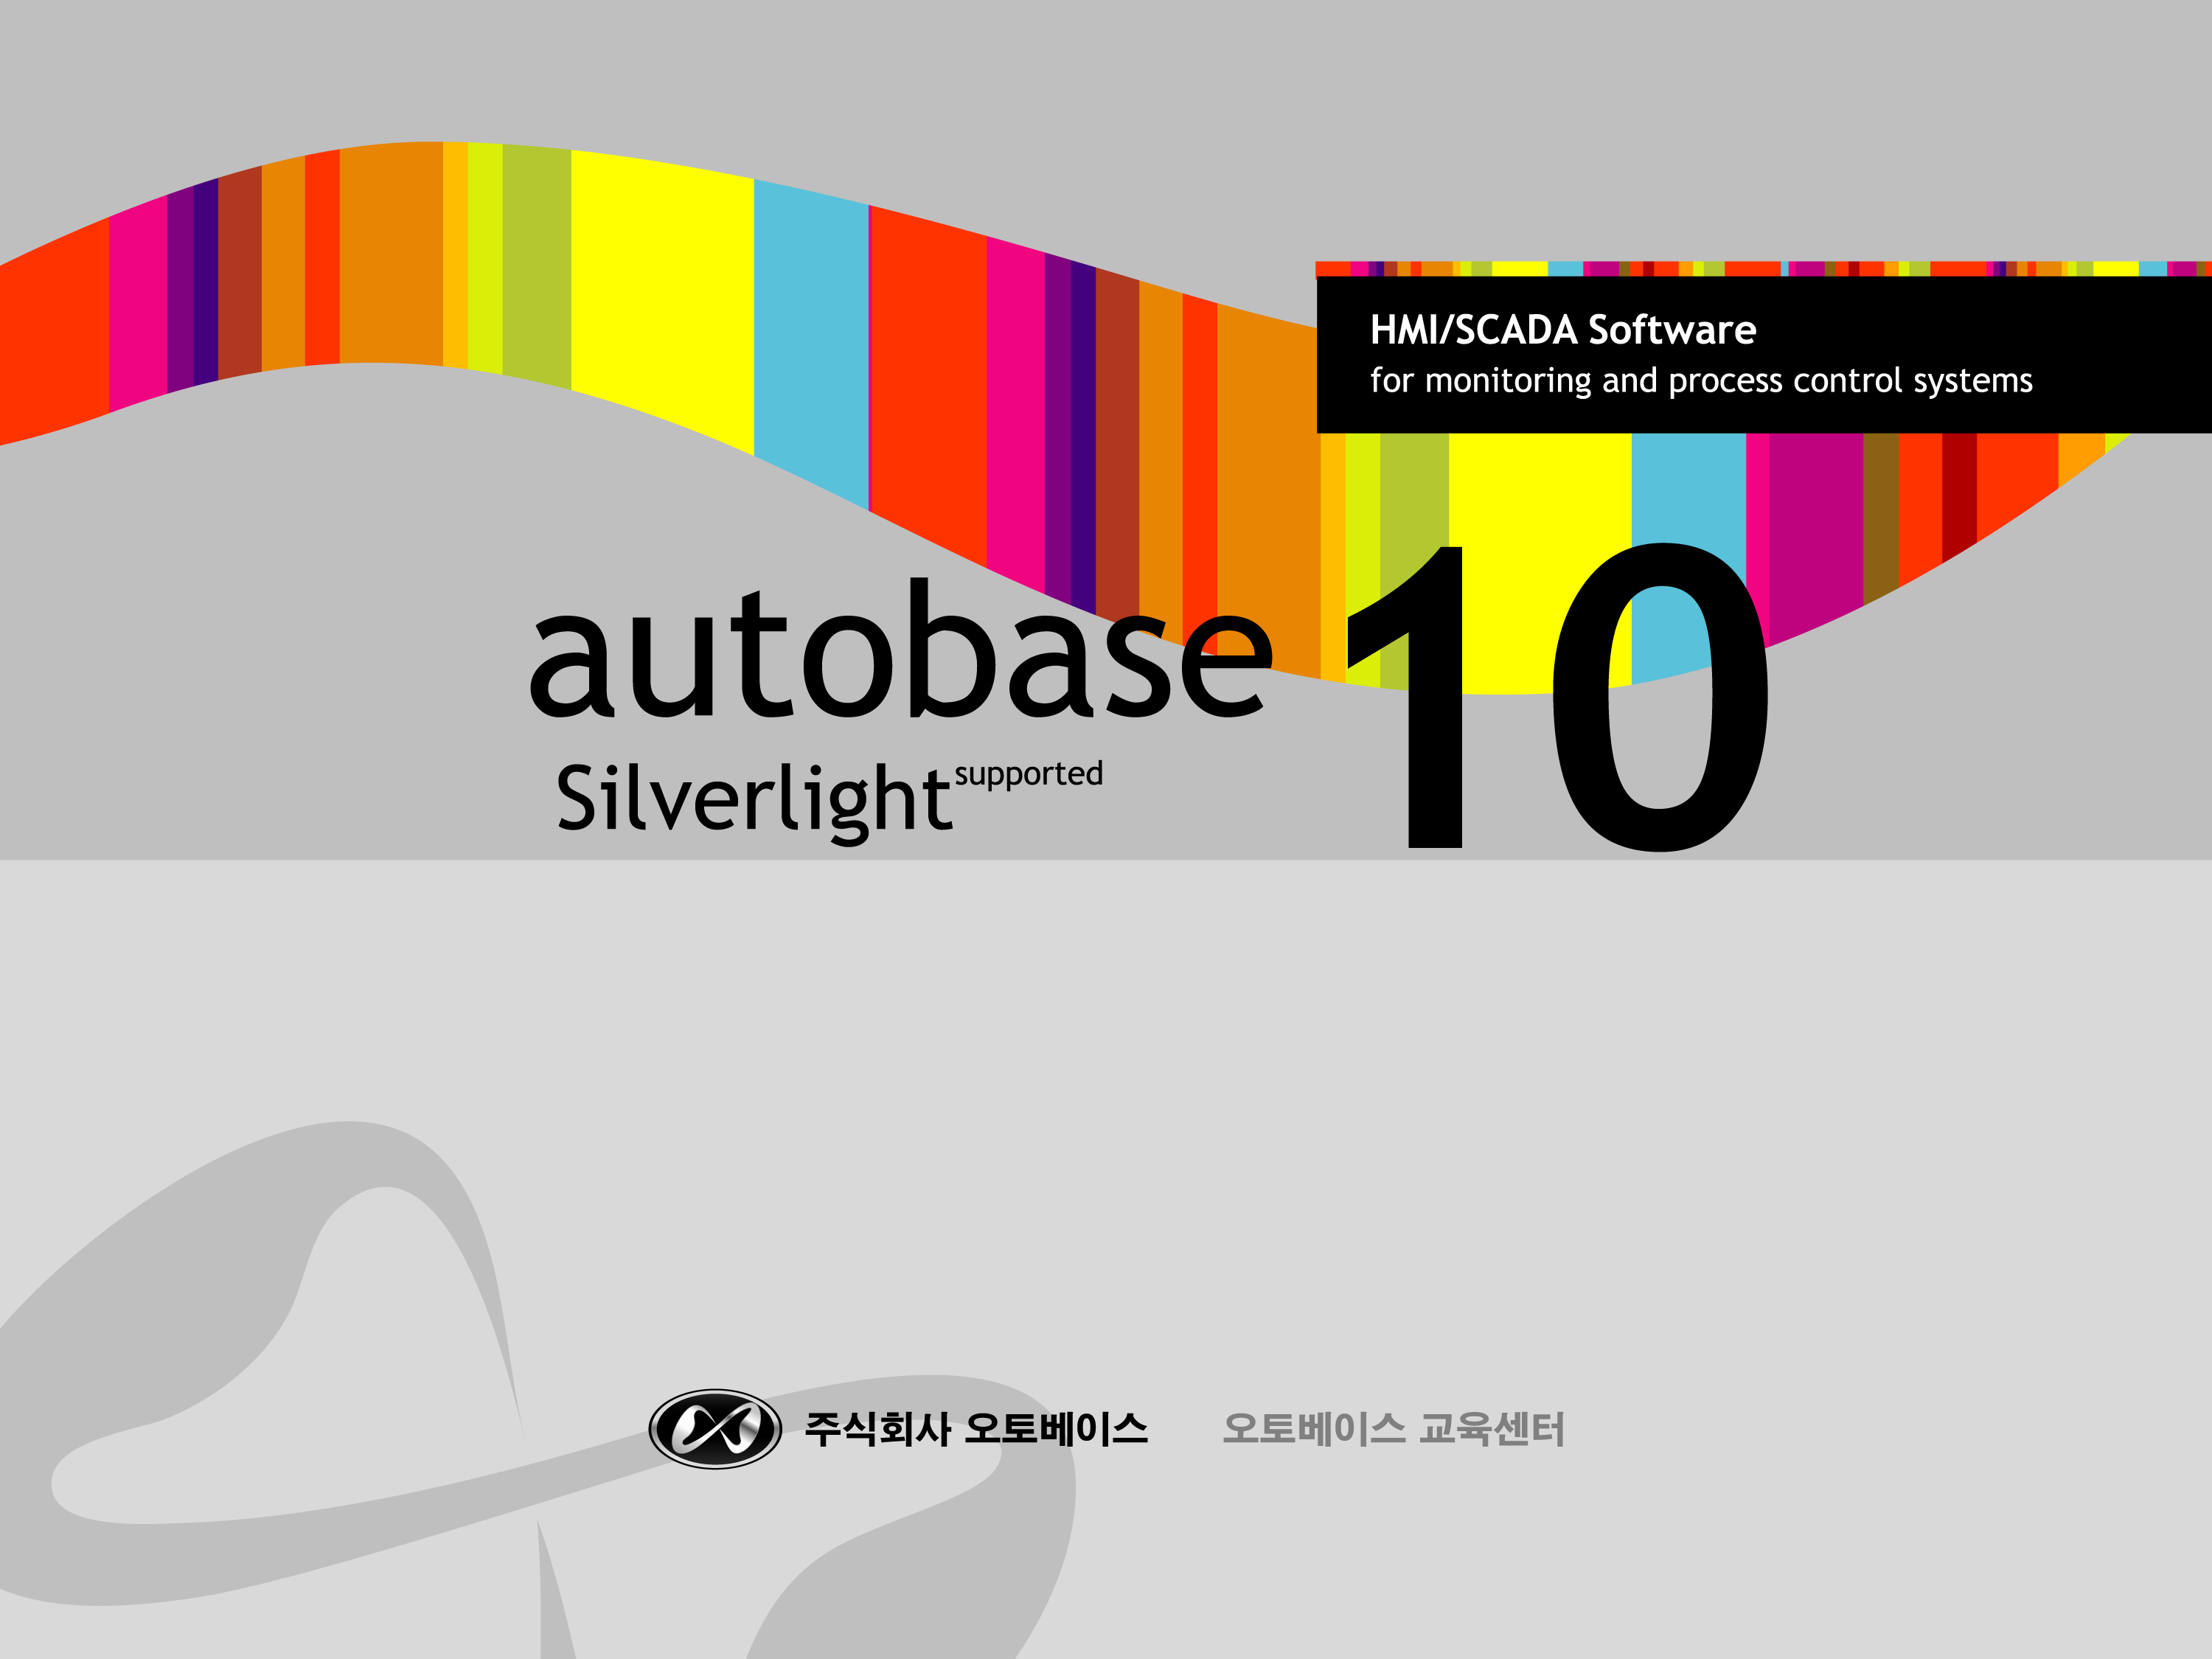 HMI/SCADA Software
for monitoring and process control systems
autobase 10
Silverlight supported
주식회사 오토베이스
오토베이스 교육센터